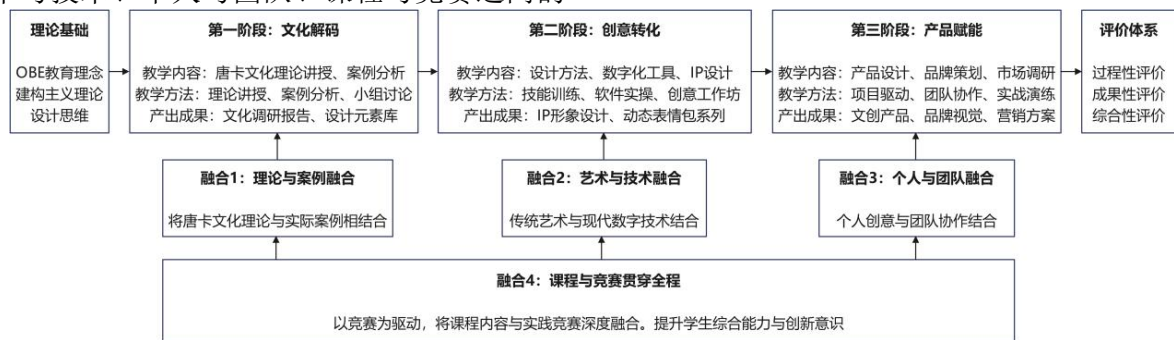 理论基础
OBE教育理念
建构主义理论
设计思维
第一阶段：文化解码
教学内容：唐卡文化理论讲授、案例分析
教学方法：理论讲授、案例分析、小组讨论
产出成果：文化调研报告、设计元素库
第二阶段：创意转化
教学内容：设计方法、数字化工具、IP设计
教学方法：技能训练、软件实操、创意工作坊
产出成果：IP形象设计、动态表情包系列
第三阶段：产品赋能
教学内容：产品设计、品牌策划、市场调研
教学方法：项目驱动、团队协作、实战演练
产出成果：文创产品、品牌视觉、营销方案
评价体系
过程性评价
成果性评价
综合性评价
融合1：理论与案例融合
将唐卡文化理论与实际案例相结合
融合2：艺术与技术融合
传统艺术与现代数字技术结合
融合3：个人与团队融合
个人创意与团队协作结合
融合4：课程与竞赛贯穿全程
以竞赛为驱动，将课程内容与实践竞赛深度融合。提升学生综合能力与创新意识